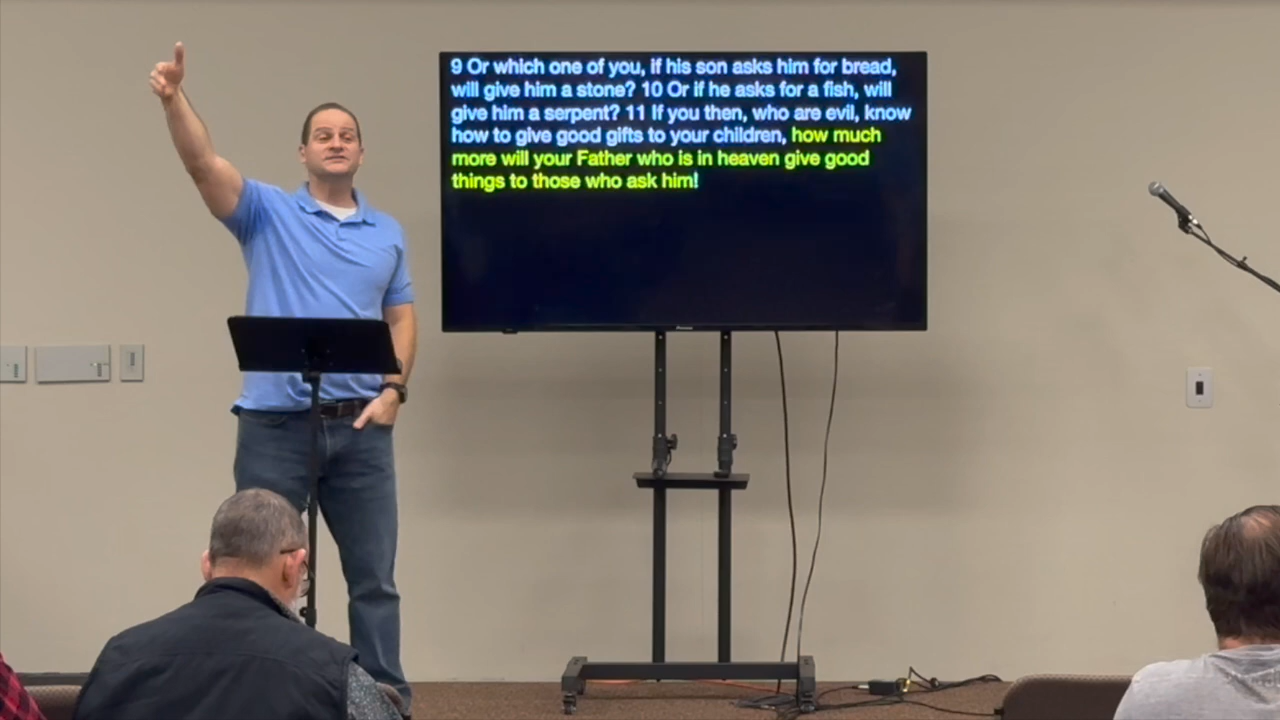 9 Or which one of you, if his son asks him for bread,
will give him a stone? 10 Or if he asks for a fish, will
give him a serpent? 11 If you then, who are evil, know
how to give good gifts to your children, how much
more will your Father who is in heaven give good
things to those who ask him!